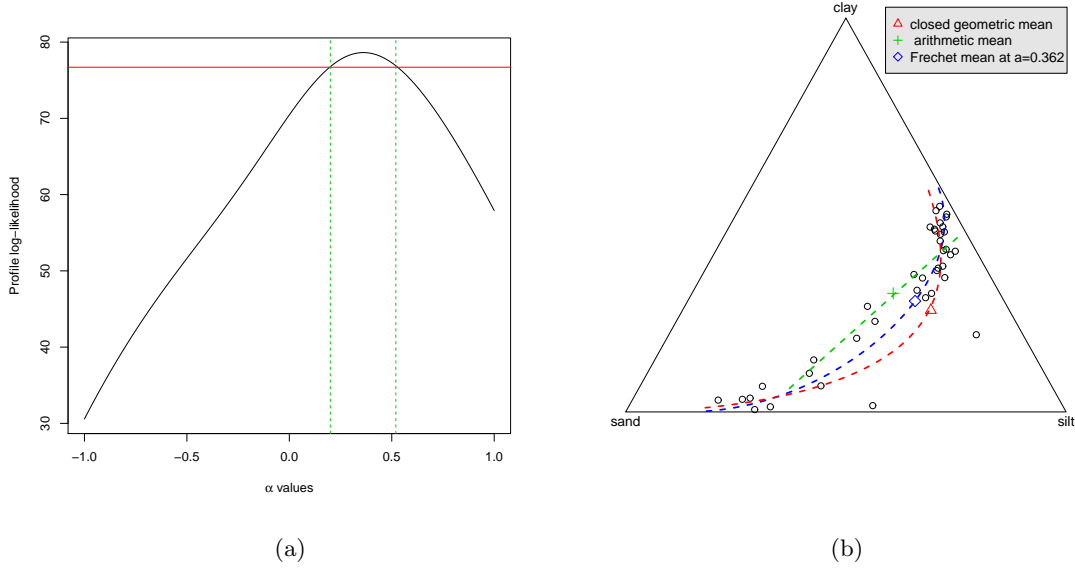 80
70
60
50
40
30
Profile log−likelihood
−1.0 −0.5 0.0 0.5 1.0
α values
(a)
clay
closed geometric mean
arithmetic mean
Frechet mean at a=0.362
sand silt
(b)